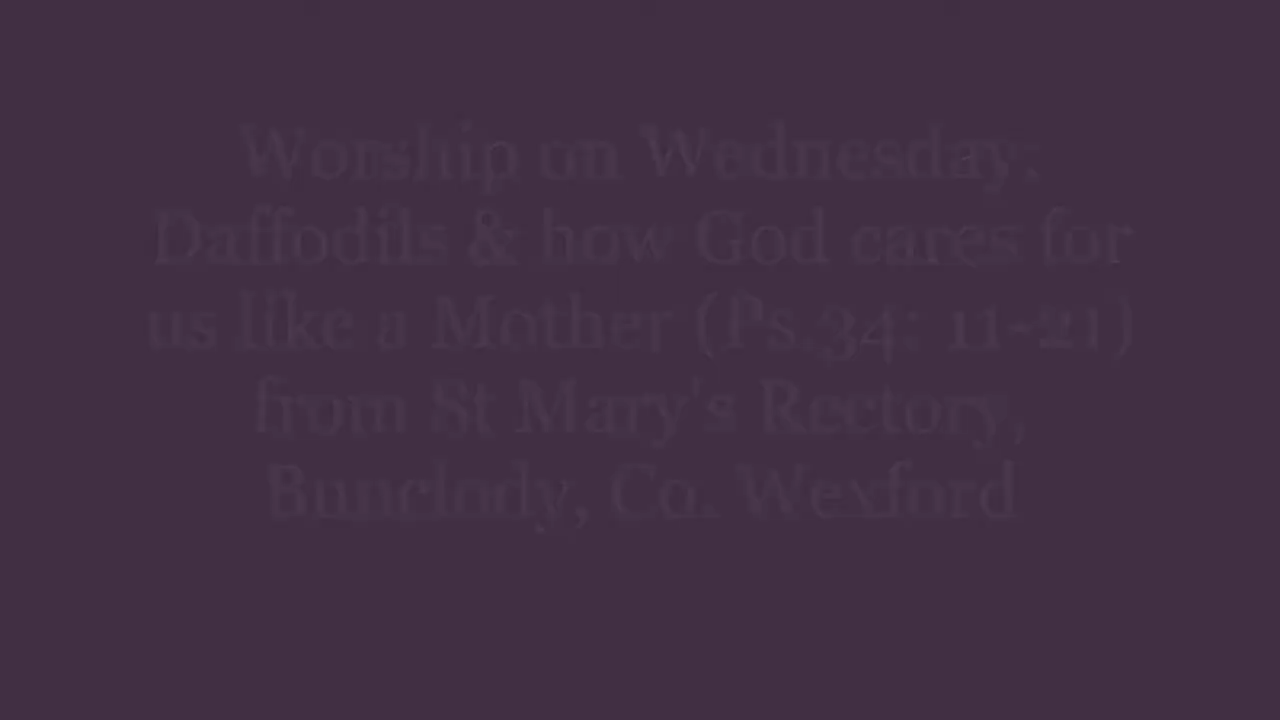 Worship on Wednesday:
Daffodils & how God cares for
us like a Mother (Ps.34: 11-21)
from St Mary's Rectory,
Bunclody, Co. Wexford